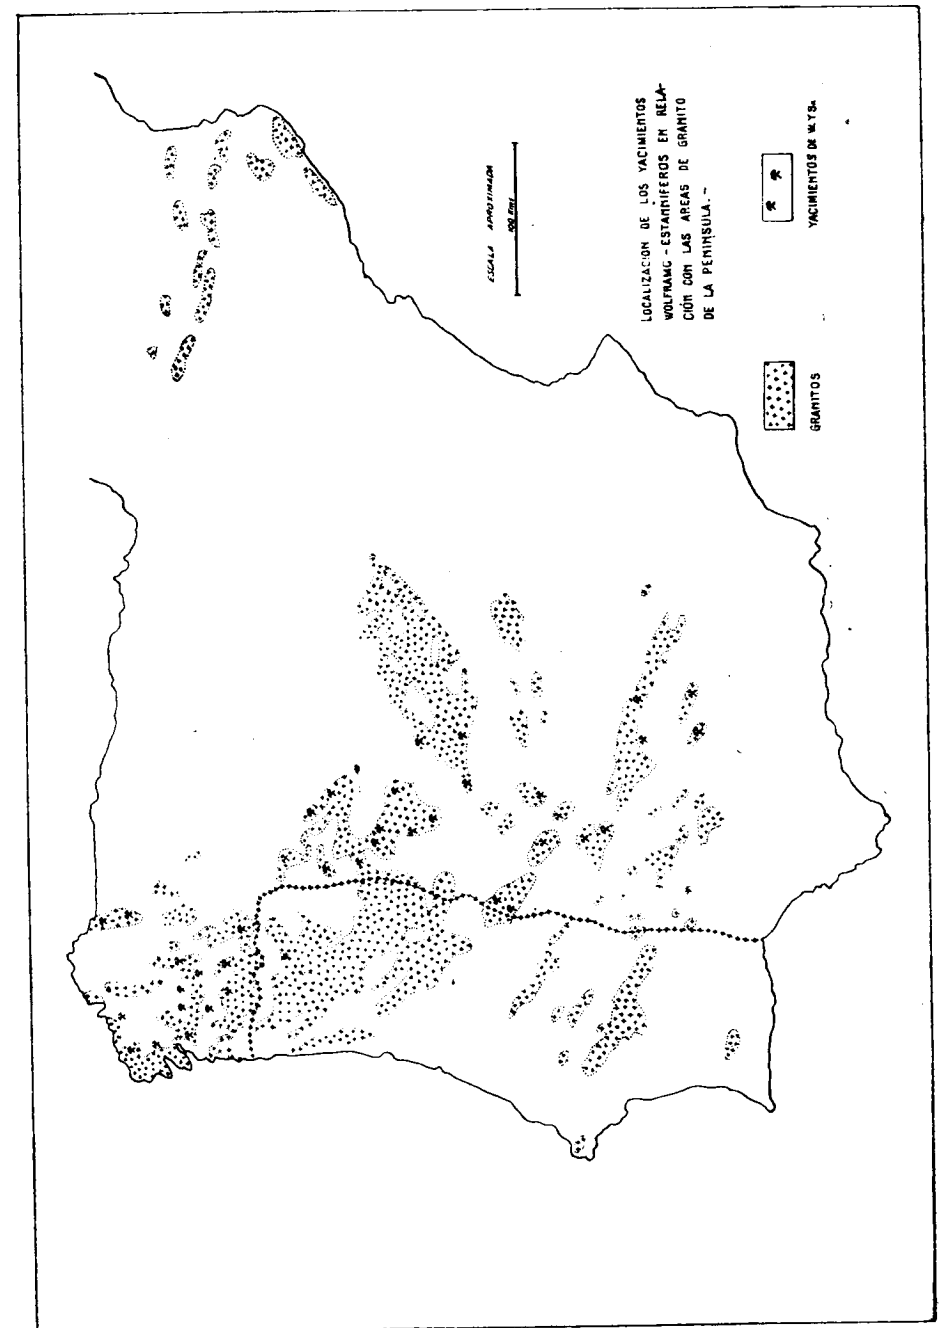 ESCALA APROXIMADA
100 Kms
LOCALIZACION DE LOS YACIMIENTOS
WOLFRAMO-ESTANNIFEROS EN RELA-
CIÓN CON LAS AREAS DE GRANITO
DE LA PENINSULA.-
GRANITOS
YACIMIENTOS DE W. Y Sn.